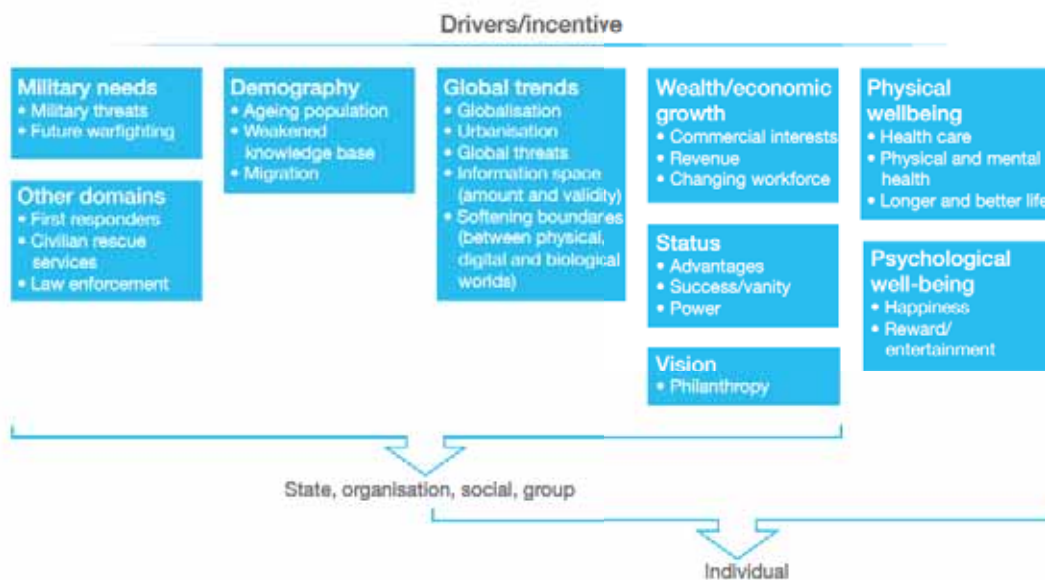 Drivers/incentive
Military needs
• Military threats
• Future warfighting
Other domains
• First responders
• Civilian rescue
services
• Law enforcement
Demography
• Ageing population
• Weakened
knowledge base
• Migration
Global trends
• Globalisation
• Urbanisation
• Global threats
• Information space
(amount and validity)
• Softening boundares
(between physical,
digital and biological
worlds)
Wealth/economic
growth
• Commercial interests
• Revenue
• Changing workforce
Status
• Advantages
• Success/vanity
• Power
Vision
• Philanthropy
Physical
wellbeing
• Health care
• Physical and mental
health
• Longer and better life
Psychological
well-being
• Happiness
• Reward/
entertainment
State, organisation, social, group
Individual